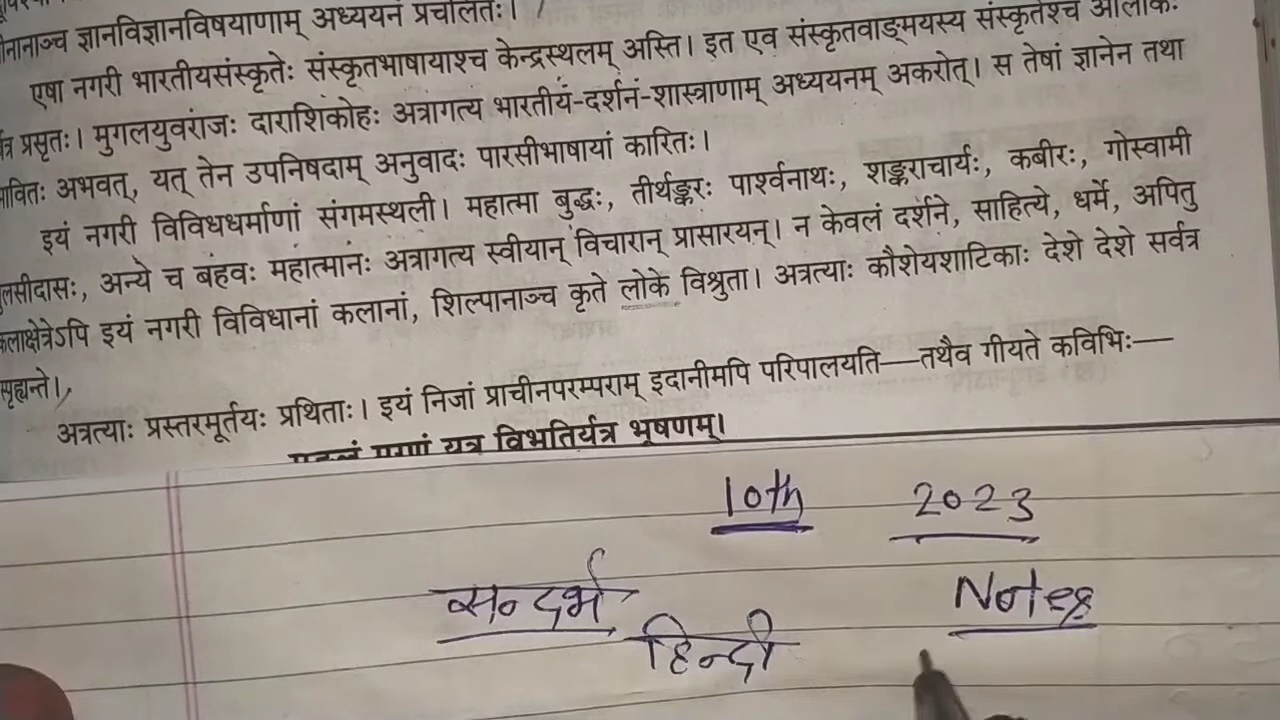 ज्ञानविज्ञानविषयाणाम् अध्ययनं प्रचलितः।
एषा नगरी भारतीयसंस्कृतेः संस्कृतभाषायाश्च केन्द्रस्थलम् अस्ति। इत एव संस्कृतवाङ्मयस्य संस्कृतेश्च आलोकः
प्रसृतः। मुगलयुवराजः दाराशिकोहः अत्रागत्य भारतीय-दर्शन-शास्त्राणाम् अध्ययनम् अकरोत्। स तेषां ज्ञानेन तथा
अभवत्, यत् तेन उपनिषदाम् अनुवादः पारसीभाषायां कारितः।
इयं नगरी विविधधर्माणां संगमस्थली। महात्मा बुद्धः, तीर्थङ्करः पार्श्वनाथः, शङ्कराचार्यः, कबीरः, गोस्वामी
तुलसीदासः, अन्ये च बहवः महात्मानः अत्रागत्य स्वीयान् विचारान् प्रासारयन्। न केवलं दर्शने, साहित्ये, धर्मे, अपितु
कलाक्षेत्रेऽपि इयं नगरी विविधानां कलानां, शिल्पानाञ्च कृते लोके विश्रुता। अत्रत्याः कौशेयशाटिकाः देशे देशे सर्वत्र
स्पृह्यन्ते।
अत्रत्याः प्रस्तरमूर्तयः प्रथिताः। इयं निजां प्राचीनपरम्पराम् इदानीमपि परिपालयति—तथैव गीयते कविभिः—
मरणं यत्र विभूतिर्यत्र भूषणम्।
10th 2023
सन्दर्भ Notes
हिन्दी